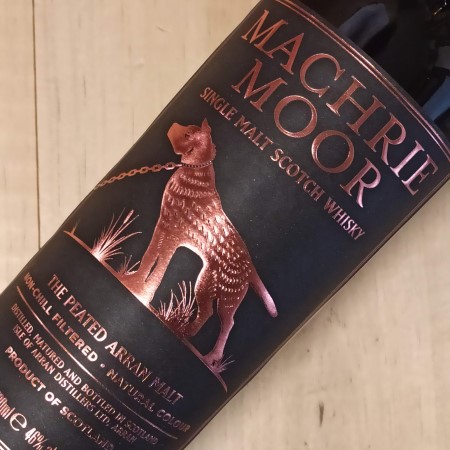 MACHRIE
MOOR
SINGLE MALT SCOTCH WHISKY
THE PEATED ARRAN MALT
NON-CHILL FILTERED - NATURAL COLOUR
DISTILLED, MATURED AND BOTTLED IN SCOTLAND
ISLE OF ARRAN DISTILLERS LTD, ARRAN
PRODUCT OF SCOTLAND
46%